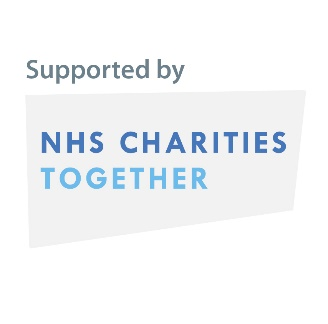 Supported by
NHS CHARITIES
TOGETHER